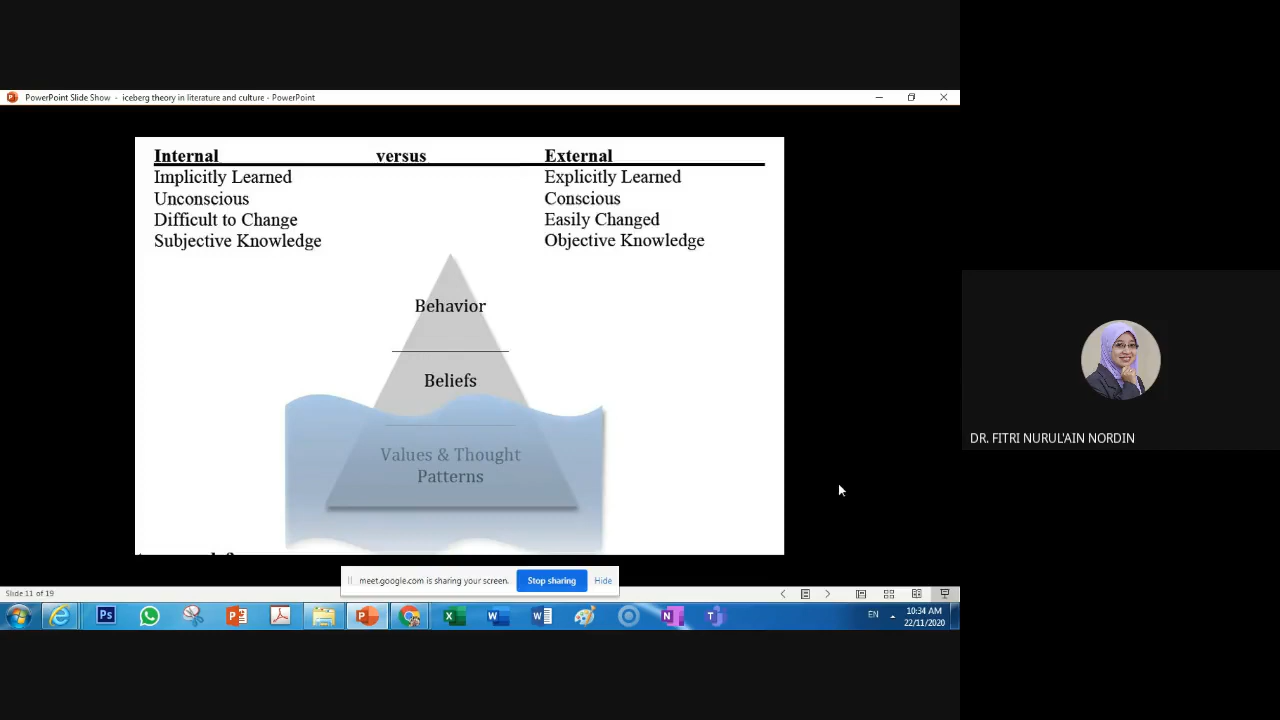 PowerPoint Slide Show - iceberg theory in literature and culture - PowerPoint
Internal versus External
Implicitly Learned Explicitly Learned
Unconscious Conscious
Difficult to Change Easily Changed
Subjective Knowledge Objective Knowledge
Behavior
Beliefs
Values & Thought
Patterns
DR. FITRI NURUL'AIN NORDIN
meet.google.com is sharing your screen. Stop sharing Hide
Slide 11 of 19
EN 10:34 AM
22/11/2020